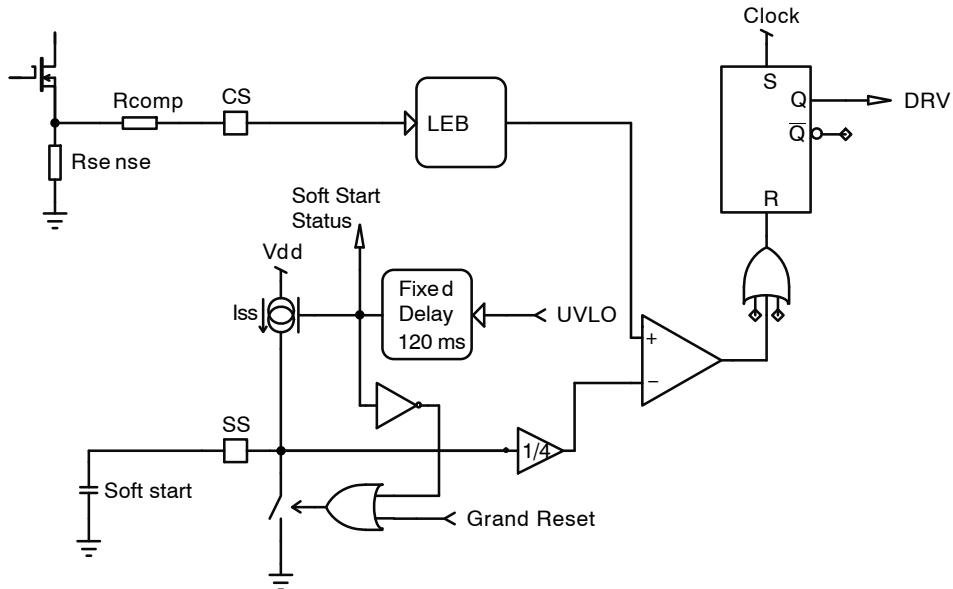 Clock
S
Q
DRV
Q
R
Rcomp
CS
LEB
Rse nse
Soft Start
Status
Vdd
Iss
Fixed
Delay
120 ms
UVLO
+
−
SS
1/4
Soft start
Grand Reset